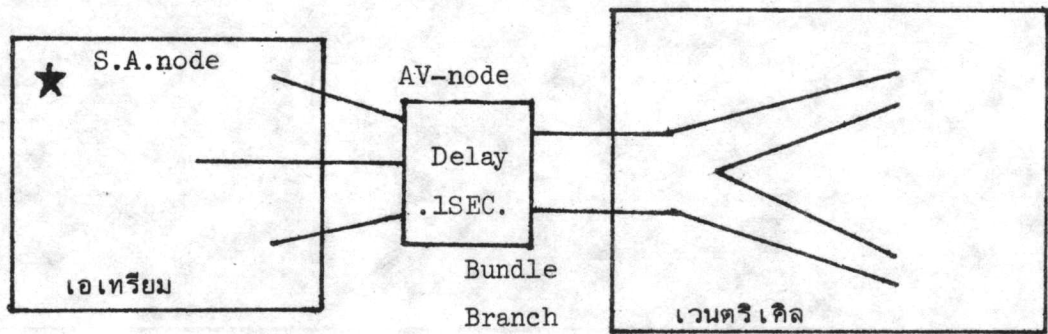 S.A.node
AV-node
Delay
.1SEC.
Bundle
Branch
เอเทรียม
เวนตริเคิล